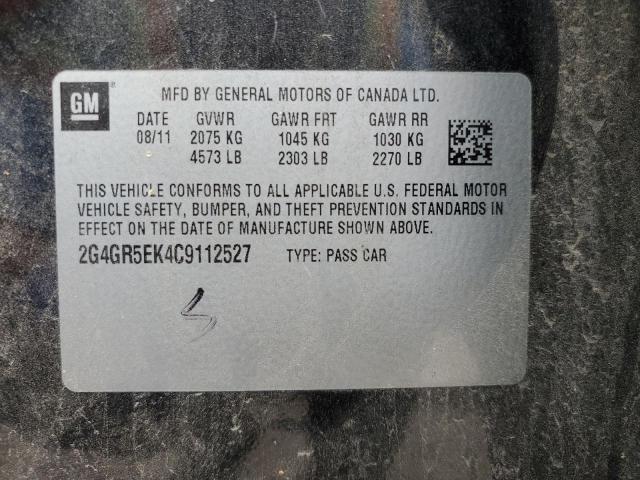 GM MFD BY GENERAL MOTORS OF CANADA LTD.
DATE GVWR GAWR FRT GAWR RR
08/11 2075 KG 1045 KG 1030 KG
4573 LB 2303 LB 2270 LB
THIS VEHICLE CONFORMS TO ALL APPLICABLE U.S. FEDERAL MOTOR
VEHICLE SAFETY, BUMPER, AND THEFT PREVENTION STANDARDS IN
EFFECT ON THE DATE OF MANUFACTURE SHOWN ABOVE.
2G4GR5EK4C9112527 TYPE: PASS CAR